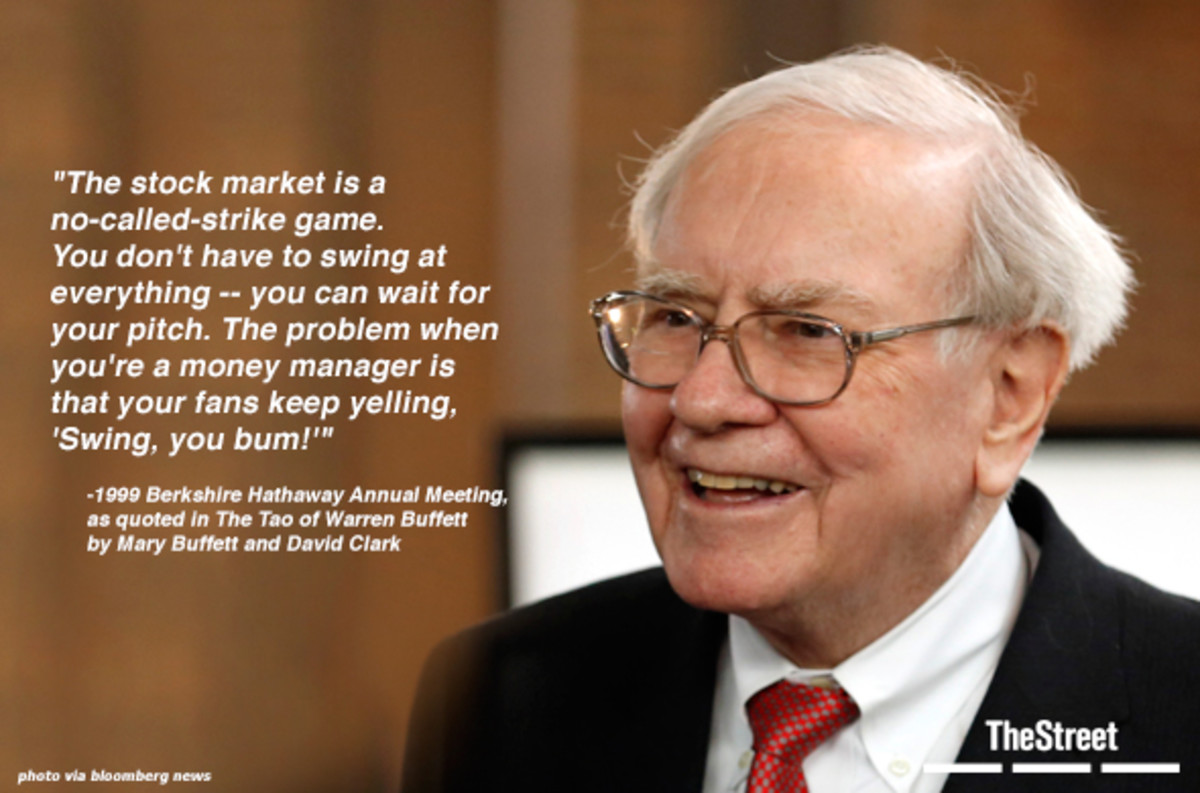 "The stock market is a
no-called-strike game.
You don't have to swing at
everything -- you can wait for
your pitch. The problem when
you're a money manager is
that your fans keep yelling,
'Swing, you bum!'"
-1999 Berkshire Hathaway Annual Meeting,
as quoted in The Tao of Warren Buffett
by Mary Buffett and David Clark
TheStreet
photo via bloomberg news